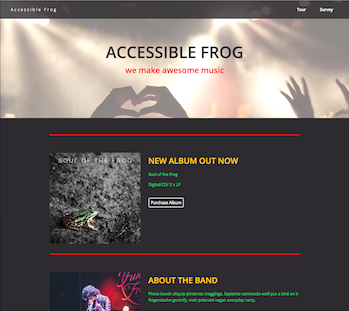 Accessible Frog
Tour
Survey
ACCESSIBLE FROG
we make awesome music
SOUL OF THE FROG
NEW ALBUM OUT NOW
Soul of the Frog
Digital/CD/ 2 x LP
Purchase Album
ABOUT THE BAND
Photo booth aliquip pinterest meggings. Sapiente commodo wolf put a bird on it
fingerstache gentrify, meh polaroid vegan everyday carry.